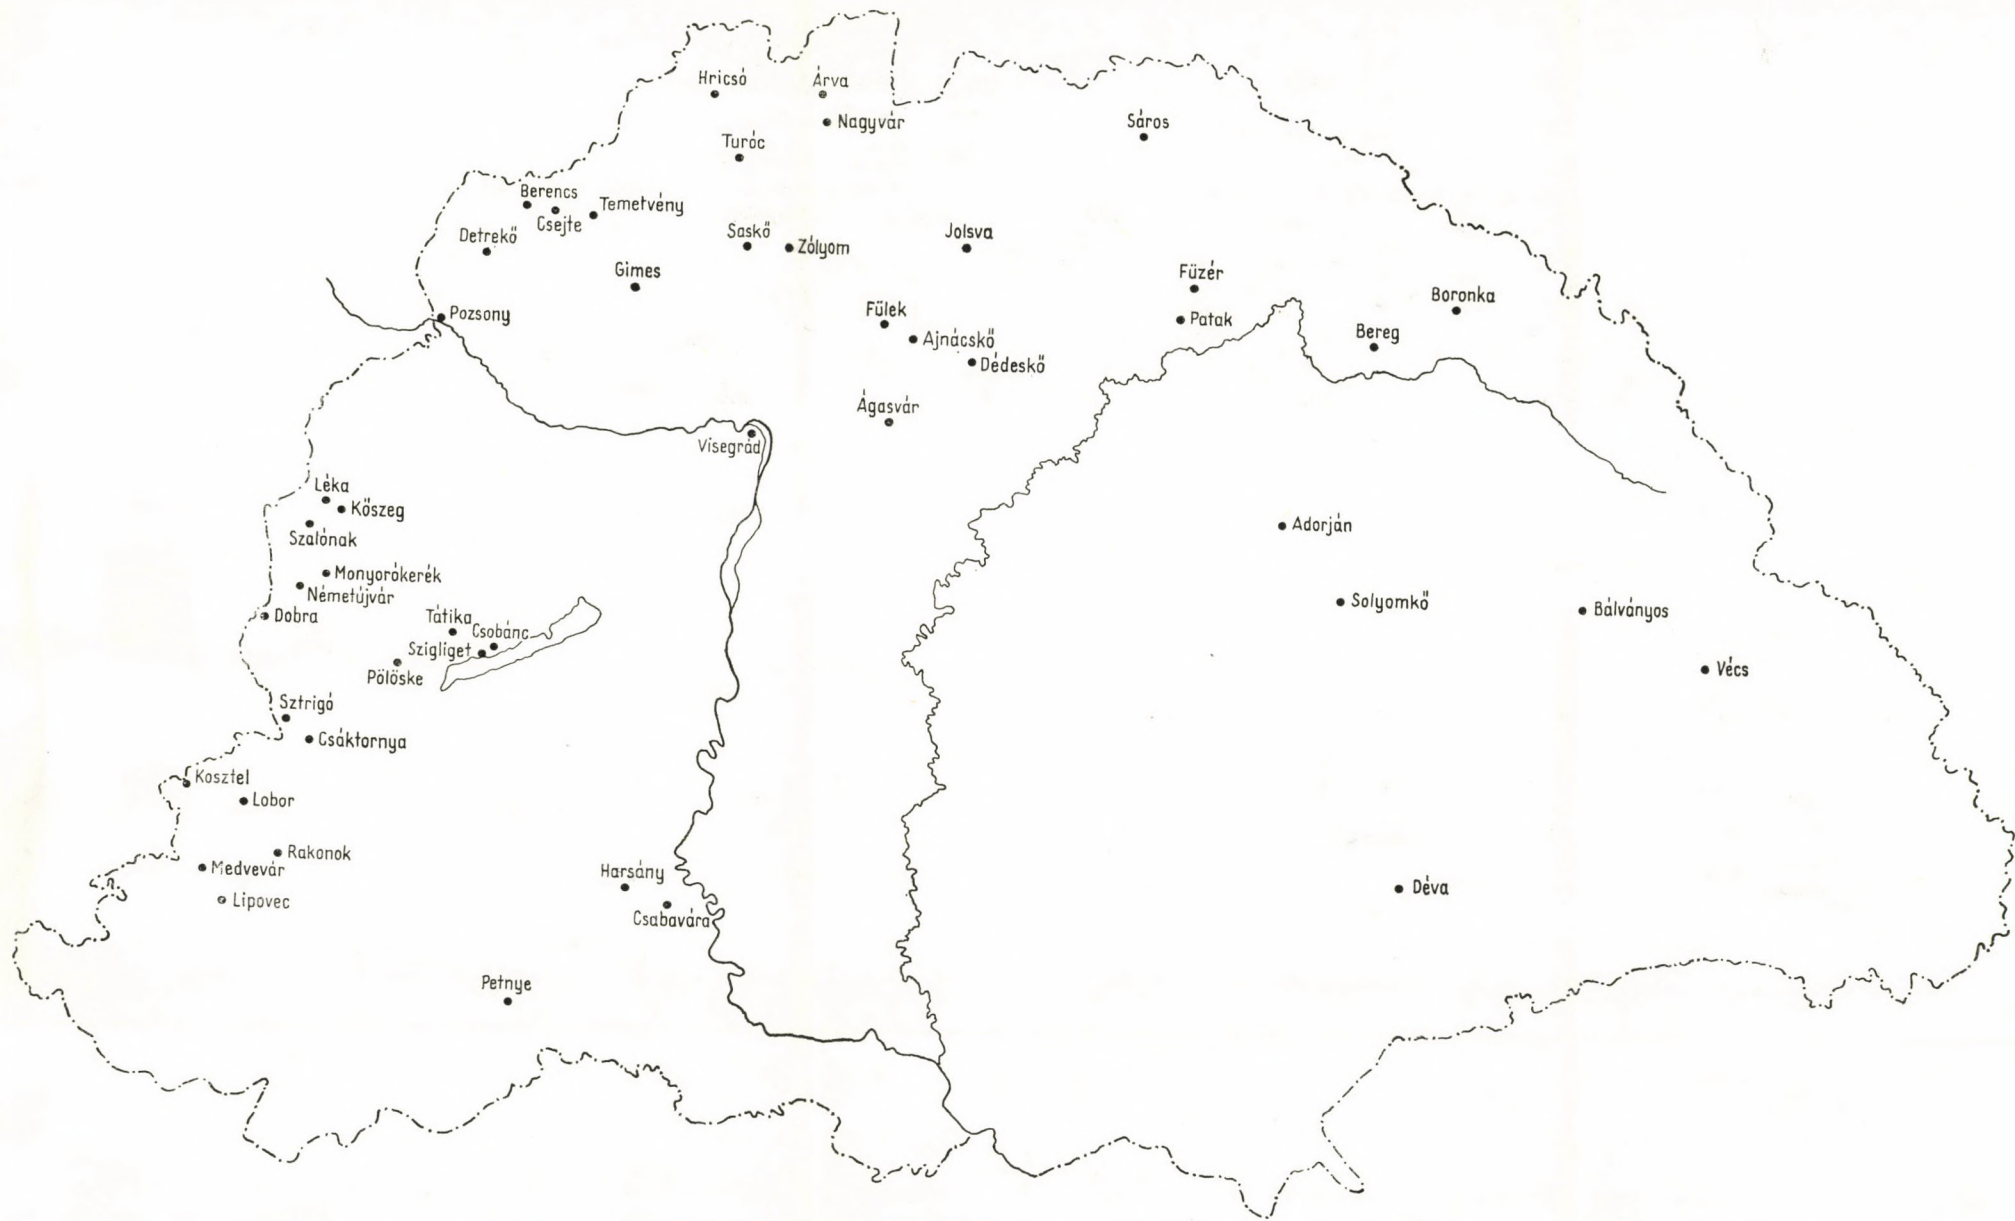 Hricsó
Árva
Nagyvár
Sáros
Turóc
Berencs
Csejte
Temetvény
Detrekő
Saskő
Zólyom
Jolsva
Gimes
Füzér
Boronka
Pozsony
Fülek
Patak
Ajnácskő
Bereg
Dédeskő
Ágasvár
Visegrád
Léka
Kőszeg
Szalónak
Adorján
Monyorókerék
Németújvár
Dobra
Tátika
Csobánc
Szigliget
Solyomkő
Bálványos
Pölöske
Vécs
Sztrigó
Csáktornya
Kosztel
Lobor
Rakonok
Medvevár
Lipovec
Harsány
Csabavára
Déva
Petnye